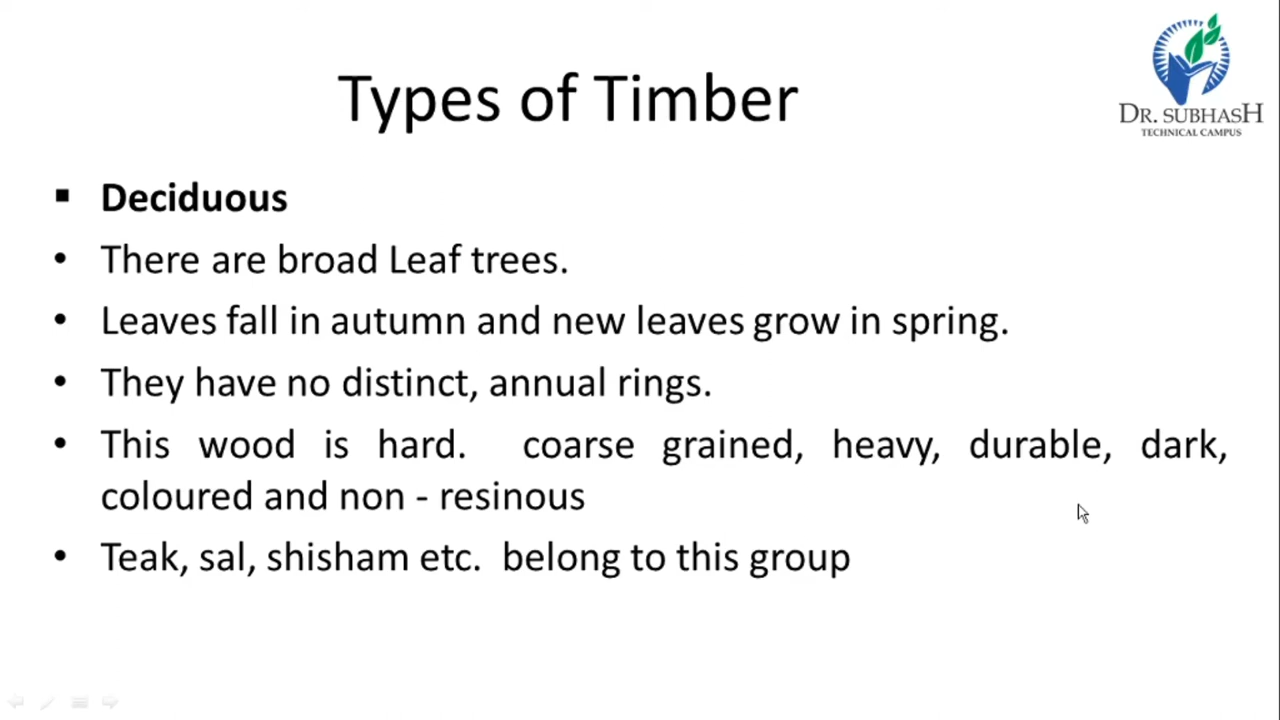 Types of Timber
DR. SUBHASH
TECHNICAL CAMPUS
▪ Deciduous
• There are broad Leaf trees.
• Leaves fall in autumn and new leaves grow in spring.
• They have no distinct, annual rings.
• This wood is hard. coarse grained, heavy, durable, dark,
coloured and non - resinous
• Teak, sal, shisham etc. belong to this group